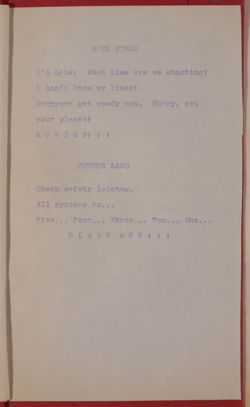 BACK STAGE
I'm Late! What time are we shooting?
I don't know my lines!
Everyone get ready now. Hurry, get
your places!
A C T I O N ! ! !
FUTURE LAND
Check safety latches.
All systems go...
Five... Four... Three... Two... One...
B L A S T O F F ! ! !